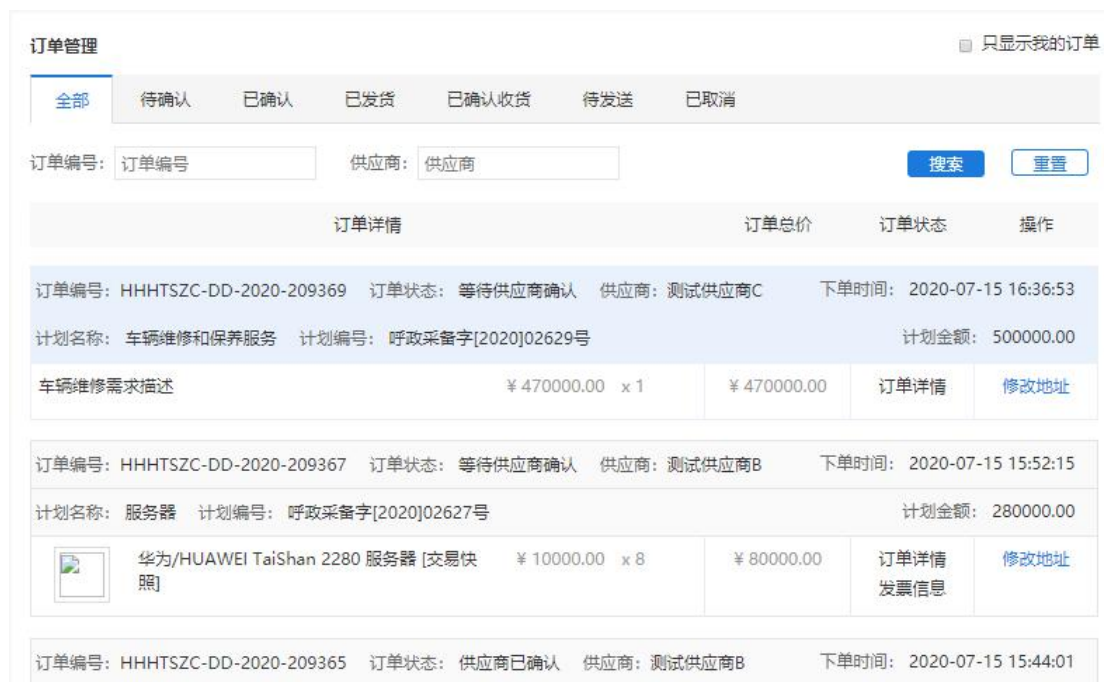 订单管理 只显示我的订单
全部 待确认 已确认 已发货 已确认收货 待发送 已取消
订单编号: 订单编号 供应商: 供应商 搜索 重置
订单详情 订单总价 订单状态 操作
订单编号: HHHTSZC-DD-2020-209369 订单状态: 等待供应商确认 供应商: 测试供应商C 下单时间: 2020-07-15 16:36:53
计划名称: 车辆维修和保养服务 计划编号: 呼政采备字[2020]02629号 计划金额: 500000.00
车辆维修需求描述 ¥470000.00 x 1 ¥470000.00 订单详情 修改地址
订单编号: HHHTSZC-DD-2020-209367 订单状态: 等待供应商确认 供应商: 测试供应商B 下单时间: 2020-07-15 15:52:15
计划名称: 服务器 计划编号: 呼政采备字[2020]02627号 计划金额: 280000.00
华为/HUAWEI TaiShan 2280 服务器 [交易快 ¥10000.00 x 8 ¥80000.00 订单详情 修改地址
照] 发票信息
订单编号: HHHTSZC-DD-2020-209365 订单状态: 供应商已确认 供应商: 测试供应商B 下单时间: 2020-07-15 15:44:01